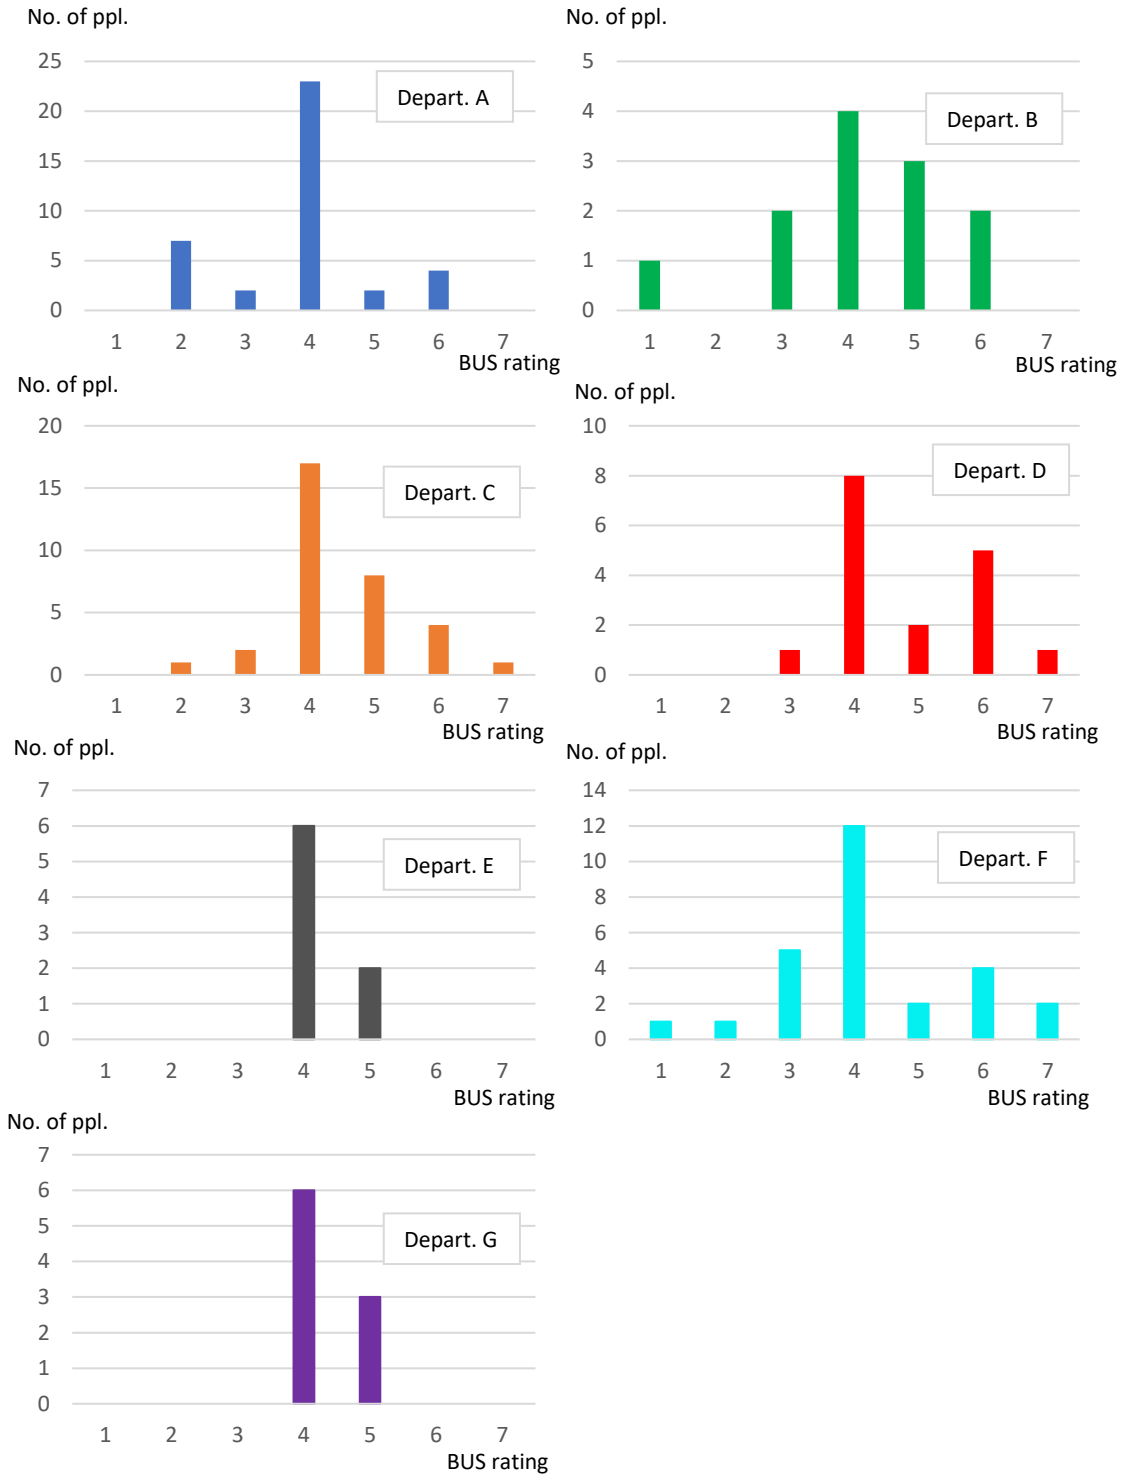 No. of ppl.
25
20
15
10
5
0
Depart. A
1 2 3 4 5 6 7
BUS rating
No. of ppl.
5
4
3
2
1
0
Depart. B
1 2 3 4 5 6 7
BUS rating
No. of ppl.
20
15
10
5
0
Depart. C
1 2 3 4 5 6 7
BUS rating
No. of ppl.
10
8
6
4
2
0
Depart. D
1 2 3 4 5 6 7
BUS rating
No. of ppl.
7
6
5
4
3
2
1
0
Depart. E
1 2 3 4 5 6 7
BUS rating
No. of ppl.
14
12
10
8
6
4
2
0
Depart. F
1 2 3 4 5 6 7
BUS rating
No. of ppl.
7
6
5
4
3
2
1
0
Depart. G
1 2 3 4 5 6 7
BUS rating